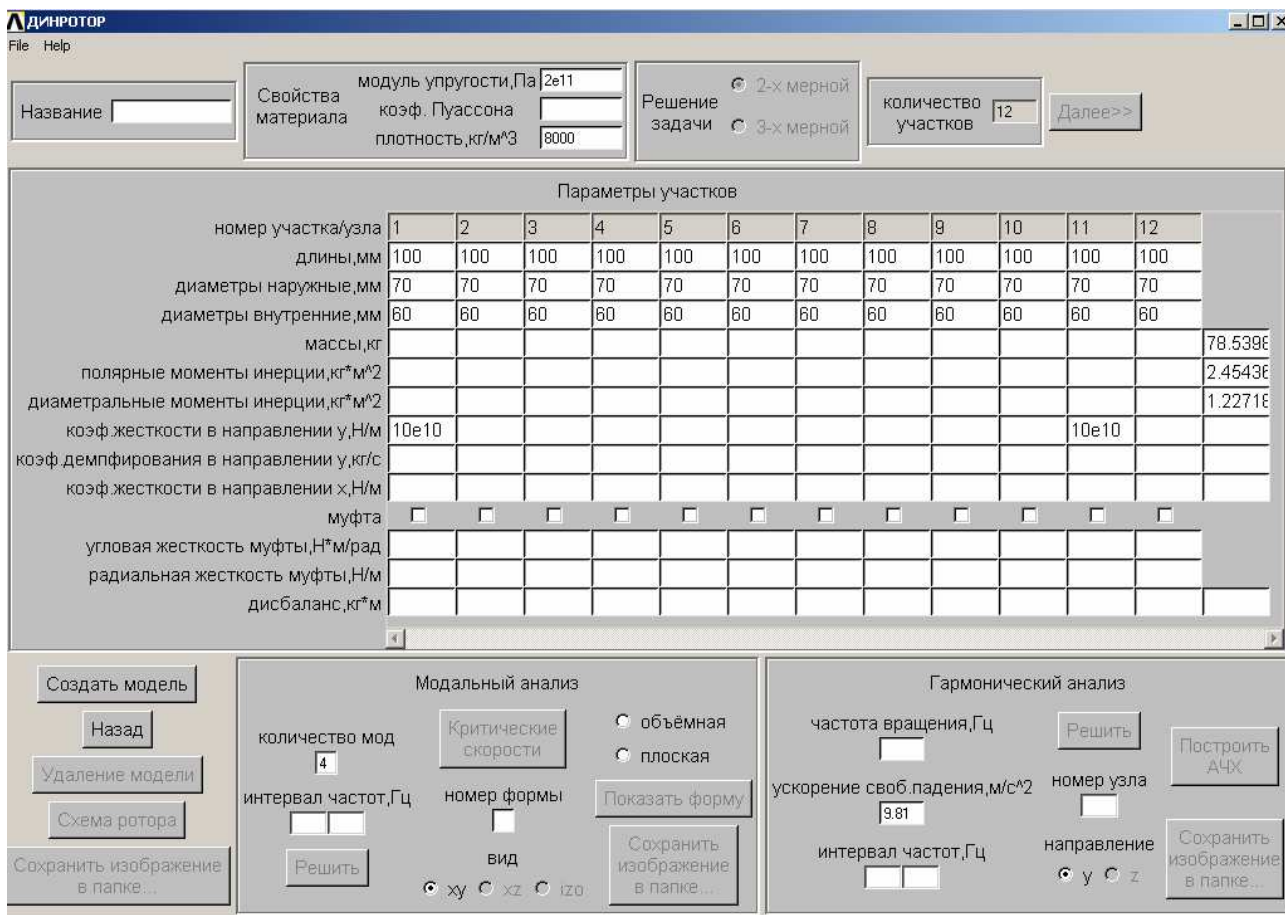 ДИНРОТОР
File Help
Название
Свойства материала
модуль упругости,Па 2e11
коэф. Пуассона
плотность,кг/м^3 8000
Решение задачи
2-х мерной
3-х мерной
количество участков 12
Далее>>
Параметры участков
номер участка/узла 1 2 3 4 5 6 7 8 9 10 11 12
длины,мм 100 100 100 100 100 100 100 100 100 100 100 100
диаметры наружные,мм 70 70 70 70 70 70 70 70 70 70 70 70
диаметры внутренние,мм 60 60 60 60 60 60 60 60 60 60 60 60
массы,кг 78.5398
полярные моменты инерции,кг*м^2 2.45436
диаметральные моменты инерции,кг*м^2 1.22718
коэф.жесткости в направлении y,Н/м 10e10 10e10
коэф.демпфирования в направлении y,кг/с
коэф.жесткости в направлении x,Н/м
муфта
угловая жесткость муфты,Н*м/рад
радиальная жесткость муфты,Н/м
дисбаланс,кг*м
Создать модель
Назад
Удаление модели
Схема ротора
Сохранить изображение
в папке...
Модальный анализ
количество мод
4
интервал частот,Гц
Решить
Критические
скорости
номер формы
вид
xy xz izo
объёмная
плоская
Показать форму
Сохранить
изображение
в папке...
Гармонический анализ
частота вращения,Гц
ускорение своб.падения,м/с^2
9.81
интервал частот,Гц
Решить
номер узла
направление
y z
Построить
АЧХ
Сохранить
изображение
в папке...